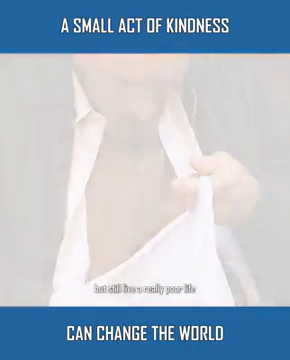 A SMALL ACT OF KINDNESS
but still live a really poor life
CAN CHANGE THE WORLD